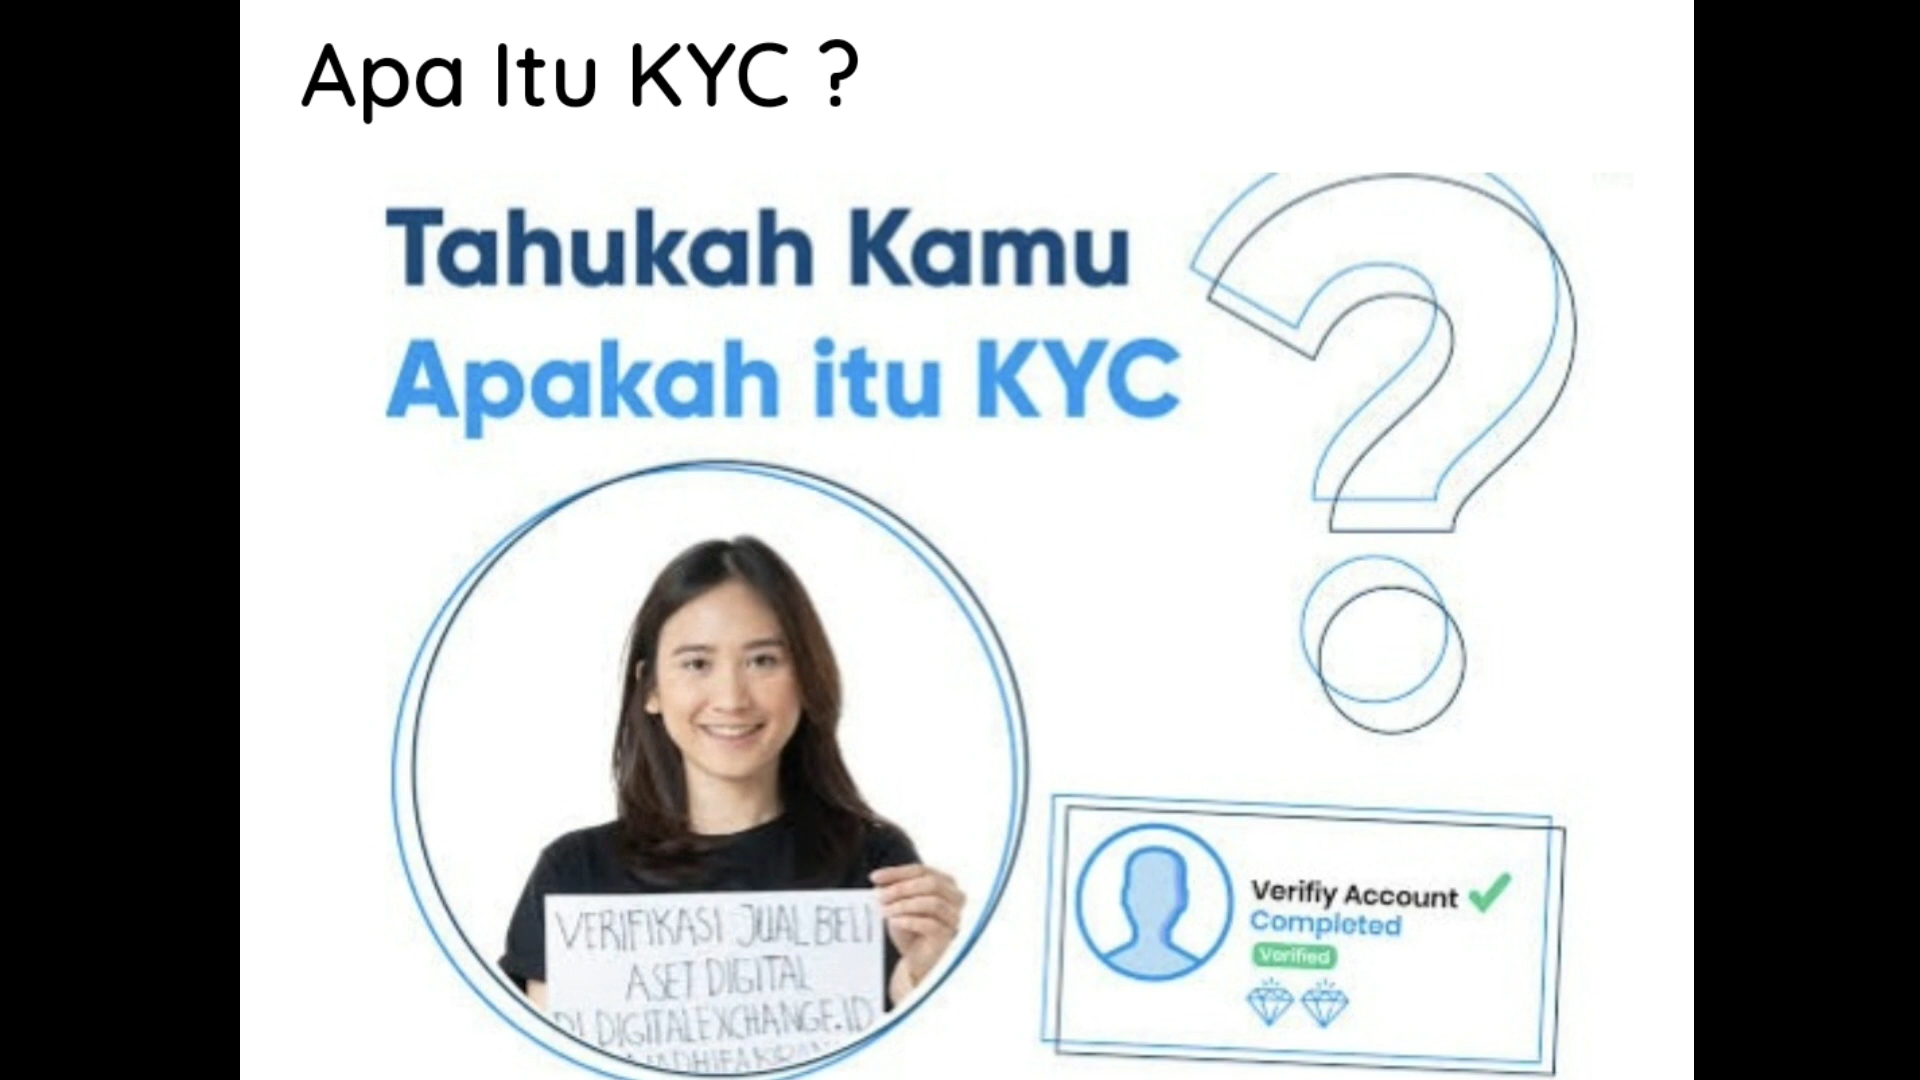 Apa Itu KYC ?
Tahukah Kamu
Apakah itu KYC
VERIFIKASI JUAL BELI
ASET DIGITAL
DI DIGITALEXCHANGE.ID
Verifiy Account
Completed
Verified